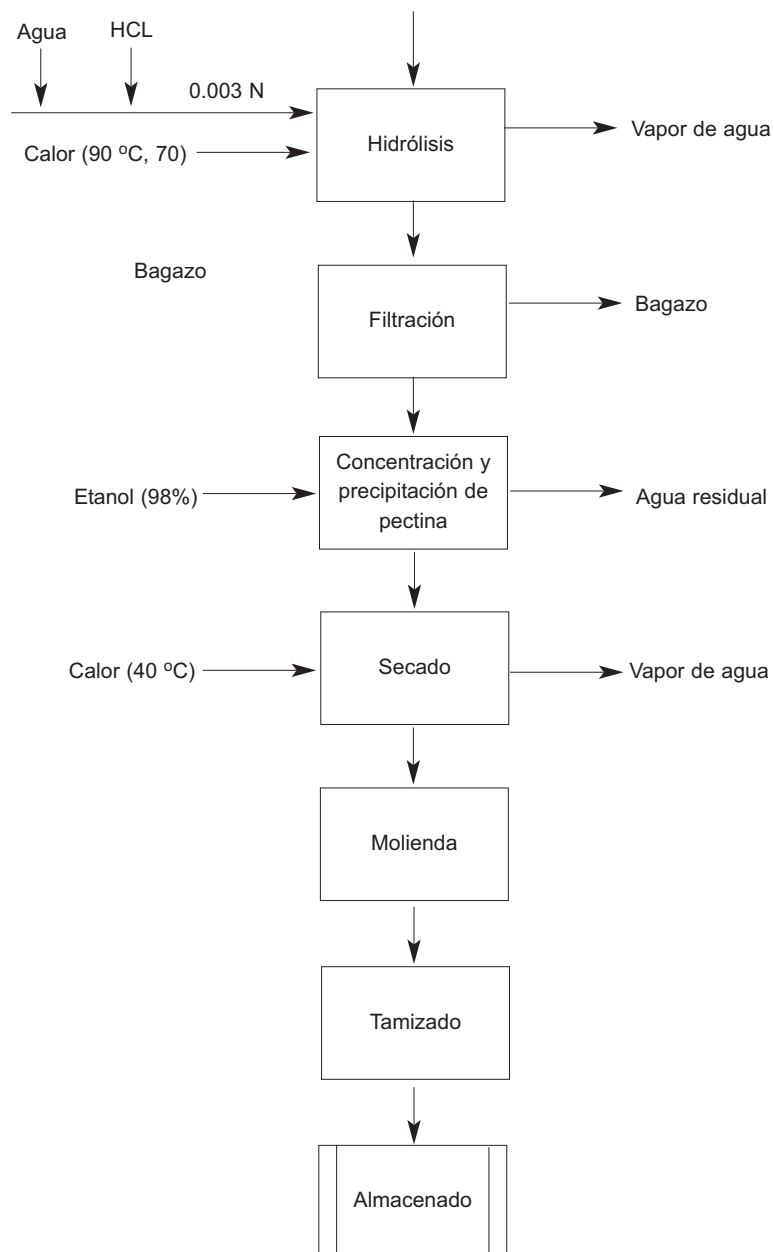 Agua
HCL
0.003 N
Hidrólisis
Vapor de agua
Calor (90 ºC, 70)
Bagazo
Filtración
Bagazo
Concentración y
precipitación de
pectina
Etanol (98%)
Agua residual
Calor (40 ºC)
Secado
Vapor de agua
Molienda
Tamizado
Almacenado